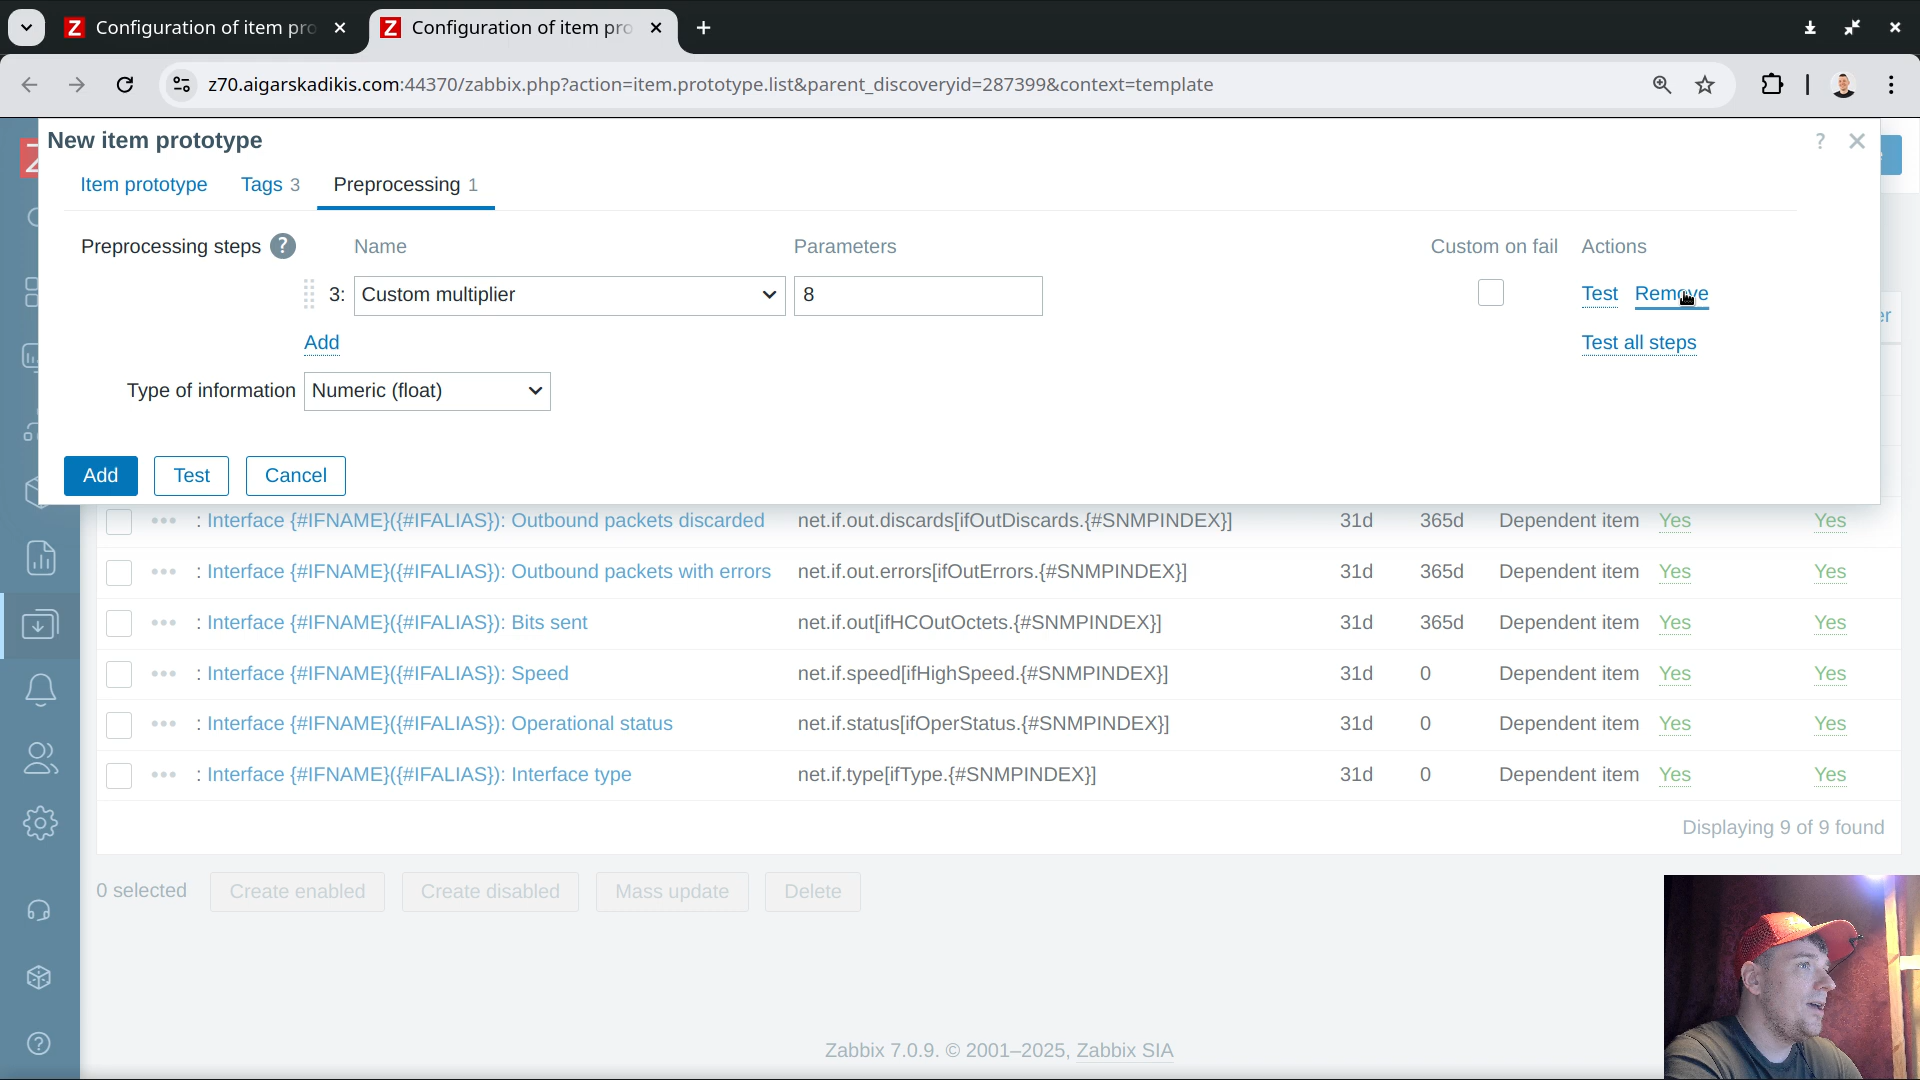 Configuration of item pro
Configuration of item pro
z70.aigarskadikis.com:44370/zabbix.php?action=item.prototype.list&parent_discoveryid=287399&context=template
New item prototype
Item prototype
Tags 3
Preprocessing 1
Preprocessing steps ?
Name
Parameters
Custom on fail
Actions
3:
Custom multiplier
8
Test
Remove
Add
Test all steps
Type of information
Numeric (float)
Add
Test
Cancel
: Interface {#IFNAME}({#IFALIAS}): Outbound packets discarded net.if.out.discards[ifOutDiscards.{#SNMPINDEX}] 31d 365d Dependent item Yes Yes
: Interface {#IFNAME}({#IFALIAS}): Outbound packets with errors net.if.out.errors[ifOutErrors.{#SNMPINDEX}] 31d 365d Dependent item Yes Yes
: Interface {#IFNAME}({#IFALIAS}): Bits sent net.if.out[ifHCOutOctets.{#SNMPINDEX}] 31d 365d Dependent item Yes Yes
: Interface {#IFNAME}({#IFALIAS}): Speed net.if.speed[ifHighSpeed.{#SNMPINDEX}] 31d 0 Dependent item Yes Yes
: Interface {#IFNAME}({#IFALIAS}): Operational status net.if.status[ifOperStatus.{#SNMPINDEX}] 31d 0 Dependent item Yes Yes
: Interface {#IFNAME}({#IFALIAS}): Interface type net.if.type[ifType.{#SNMPINDEX}] 31d 0 Dependent item Yes Yes
Displaying 9 of 9 found
0 selected
Create enabled
Create disabled
Mass update
Delete
Zabbix 7.0.9. © 2001–2025, Zabbix SIA